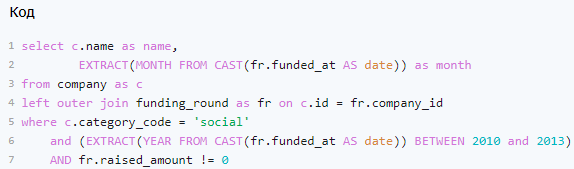 Код
1 select c.name as name,
2 EXTRACT(MONTH FROM CAST(fr.funded_at AS date)) as month
3 from company as c
4 left outer join funding_round as fr on c.id = fr.company_id
5 where c.category_code = 'social'
6 and (EXTRACT(YEAR FROM CAST(fr.funded_at AS date)) BETWEEN 2010 and 2013)
7 AND fr.raised_amount != 0